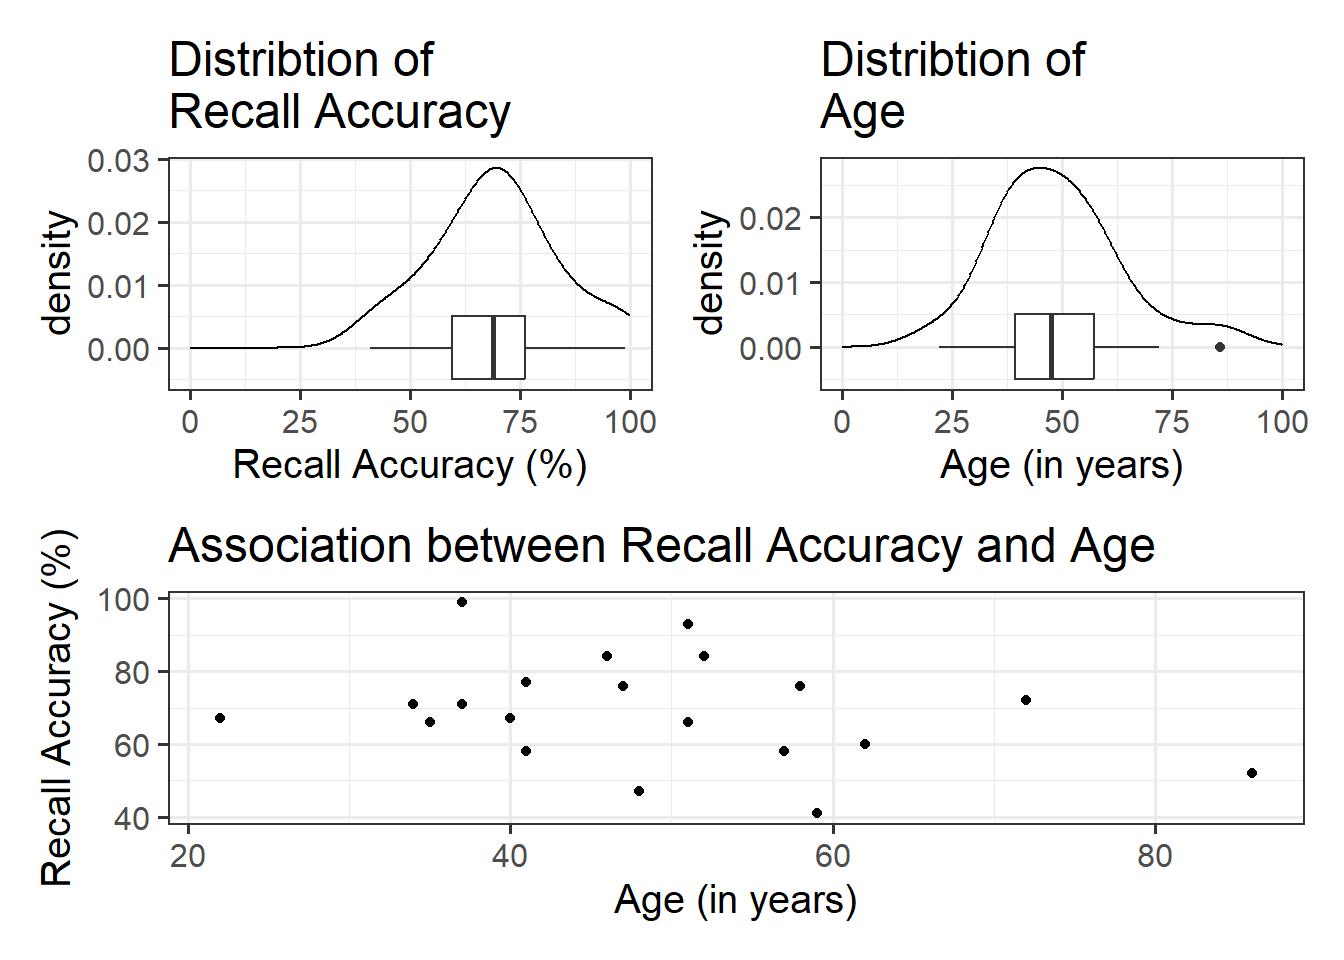 Distribtion of
Recall Accuracy
0.03
0.02
0.01
0.00
density
0 25 50 75 100
Recall Accuracy (%)
Distribtion of
Age
0.02
0.01
0.00
density
0 25 50 75 100
Age (in years)
Association between Recall Accuracy and Age
100
80
60
40
Recall Accuracy (%)
20 40 60 80
Age (in years)